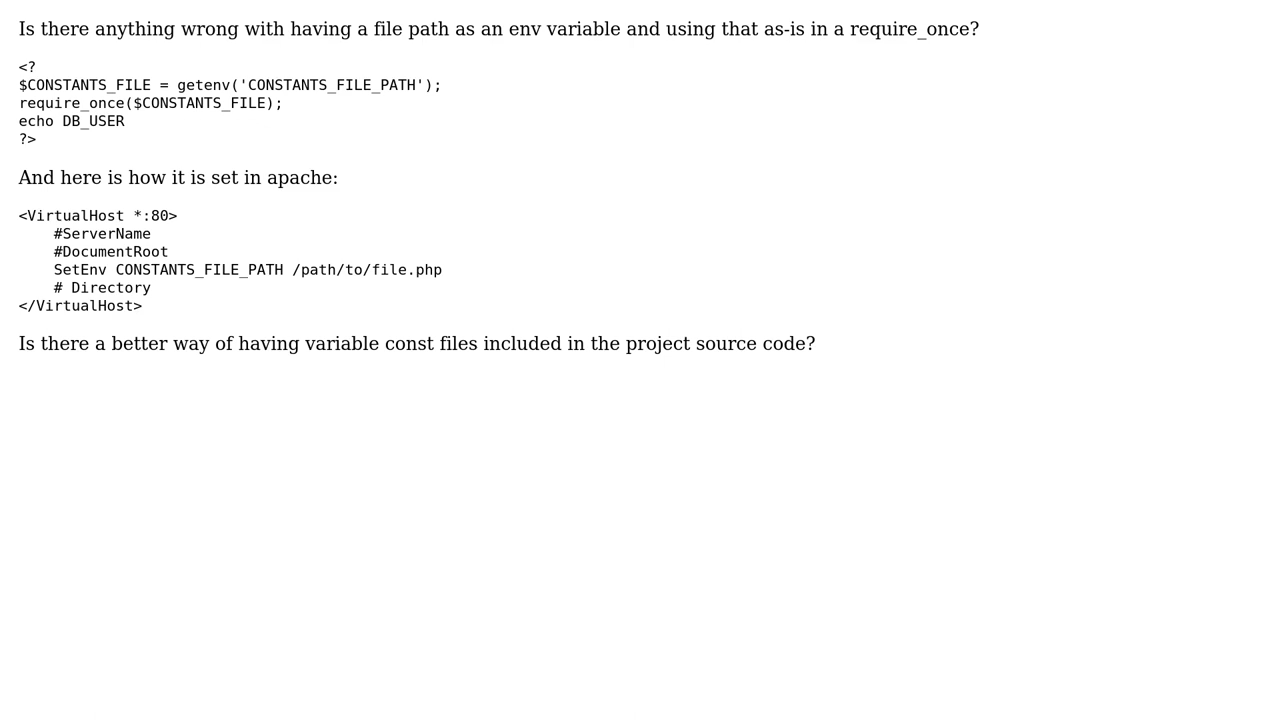 Is there anything wrong with having a file path as an env variable and using that as-is in a require_once?
<?
$CONSTANTS_FILE = getenv('CONSTANTS_FILE_PATH');
require_once($CONSTANTS_FILE);
echo DB_USER
?>
And here is how it is set in apache:
<VirtualHost *:80>
    #ServerName
    #DocumentRoot
    SetEnv CONSTANTS_FILE_PATH /path/to/file.php
    # Directory
</VirtualHost>
Is there a better way of having variable const files included in the project source code?